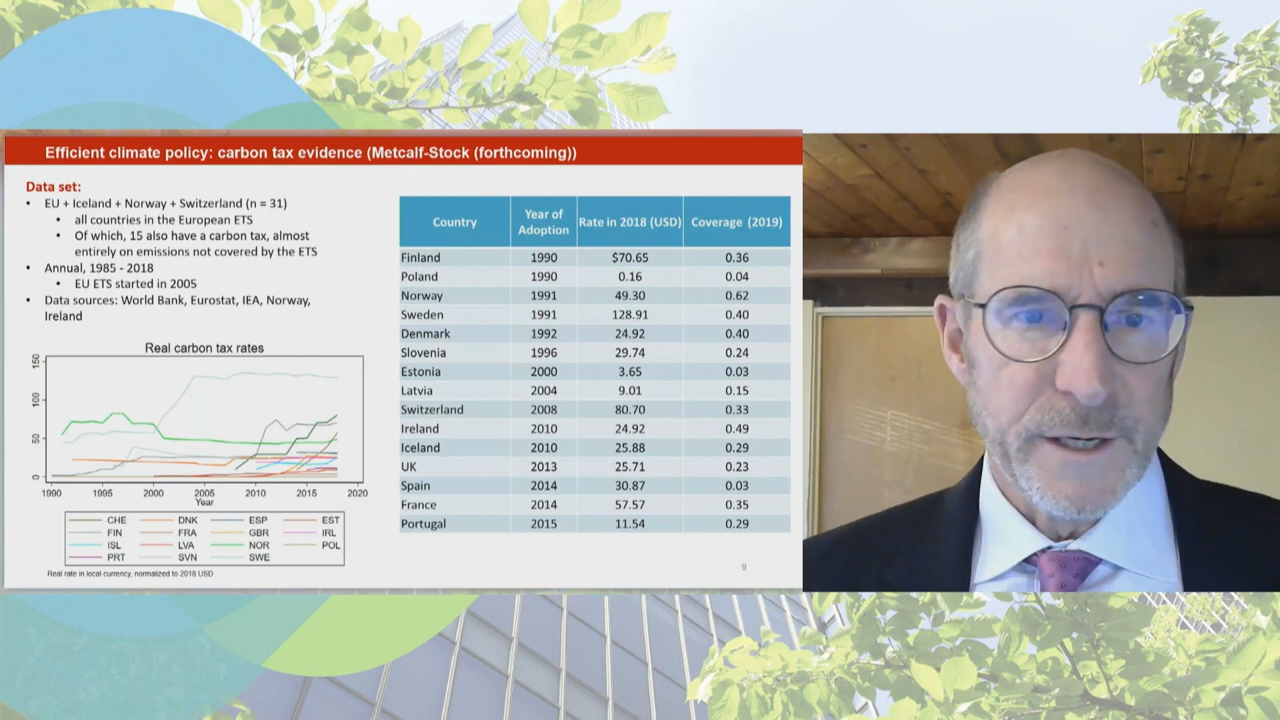 Efficient climate policy: carbon tax evidence (Metcalf-Stock (forthcoming))
Data set:
• EU + Iceland + Norway + Switzerland (n = 31)
• all countries in the European ETS
• Of which, 15 also have a carbon tax, almost
entirely on emissions not covered by the ETS
• Annual, 1985 - 2018
• EU ETS started in 2005
• Data sources: World Bank, Eurostat, IEA, Norway,
Ireland
Real carbon tax rates
150
100
50
0
1990 1995 2000 2005 2010 2015 2020
Year
CHE DNK ESP EST
FIN FRA GBR IRL
ISL LVA NOR POL
PRT SVN SWE
Real rate in local currency, normalized to 2018 USD
Country Year of Adoption Rate in 2018 (USD) Coverage (2019)
Finland 1990 $70.65 0.36
Poland 1990 0.16 0.04
Norway 1991 49.30 0.62
Sweden 1991 128.91 0.40
Denmark 1992 24.92 0.40
Slovenia 1996 29.74 0.24
Estonia 2000 3.65 0.03
Latvia 2004 9.01 0.15
Switzerland 2008 80.70 0.33
Ireland 2010 24.92 0.49
Iceland 2010 25.88 0.29
UK 2013 25.71 0.23
Spain 2014 30.87 0.03
France 2014 57.57 0.35
Portugal 2015 11.54 0.29
9